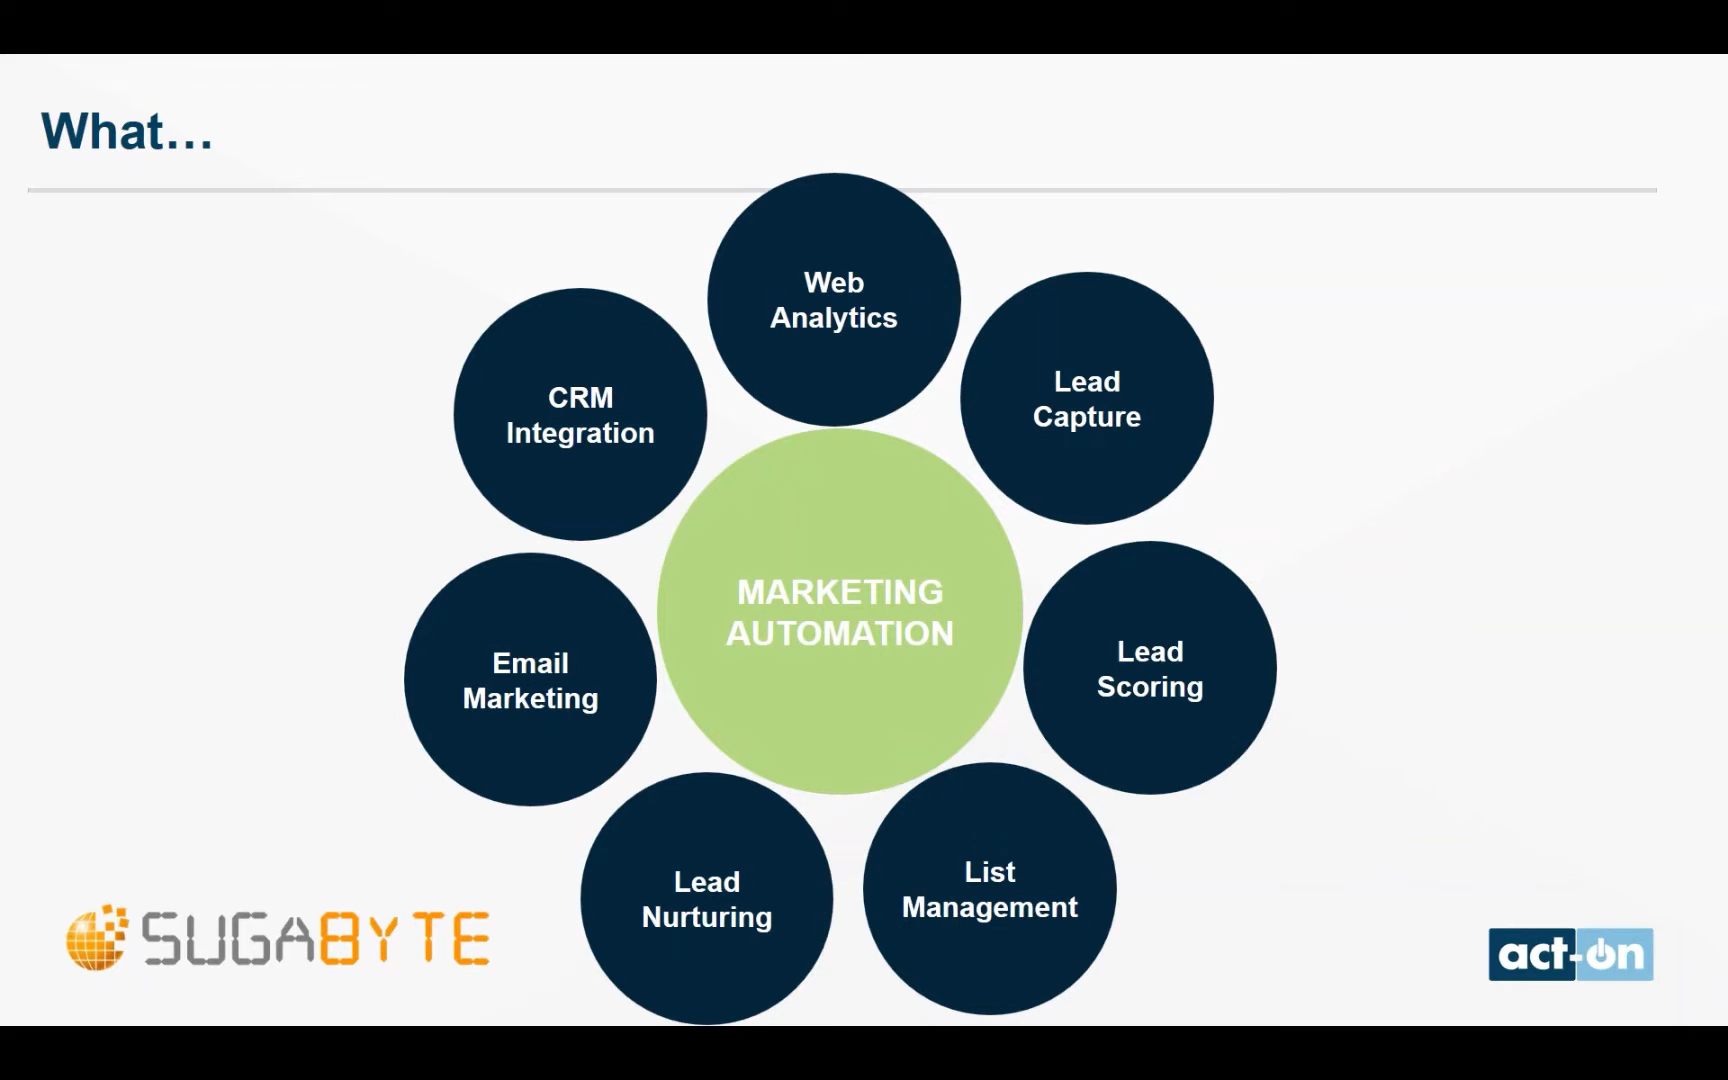 What…
Web
Analytics
Lead
Capture
CRM
Integration
MARKETING
AUTOMATION
Lead
Scoring
Email
Marketing
List
Management
Lead
Nurturing
SUGABYTE
act-on